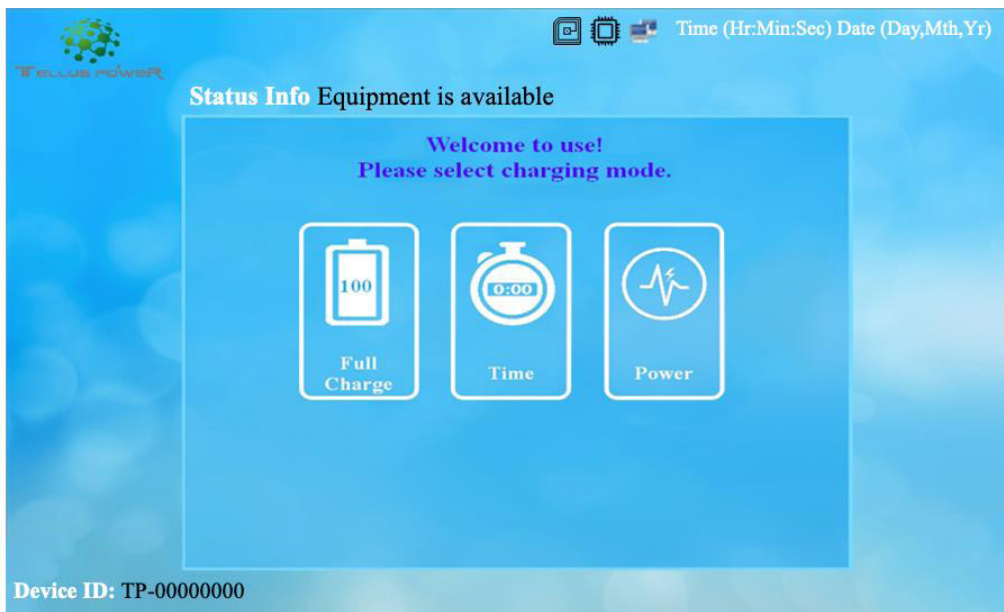 TELLUS POWER
Time (Hr:Min:Sec) Date (Day,Mth,Yr)
Status Info Equipment is available
Welcome to use!
Please select charging mode.
100
Full
Charge
0:00
Time
Power
Device ID: TP-00000000